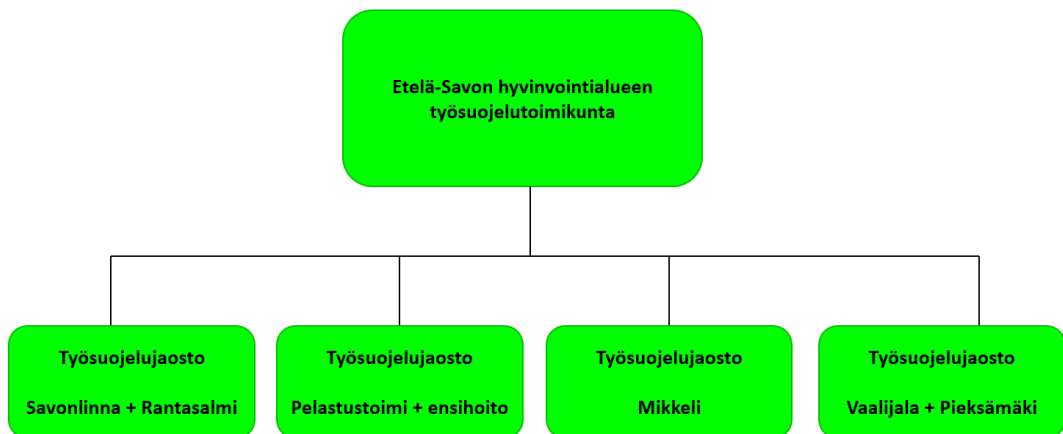 Etelä-Savon hyvinvointialueen
työsuojelutoimikunta
Työsuojelujaosto
Savonlinna + Rantasalmi
Työsuojelujaosto
Pelastustoimi + ensihoito
Työsuojelujaosto
Mikkeli
Työsuojelujaosto
Vaalijala + Pieksämäki